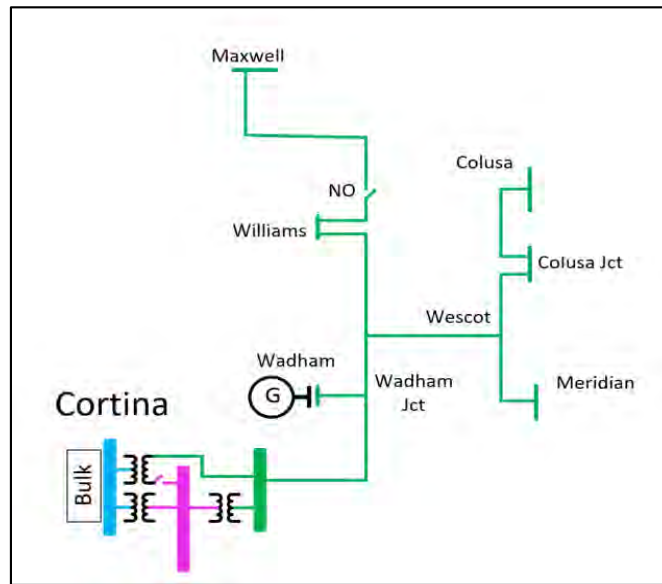 Maxwell
NO
Colusa
Williams
Colusa Jct
Wescot
Wadham
G
Wadham
Jct
Meridian
Cortina
Bulk